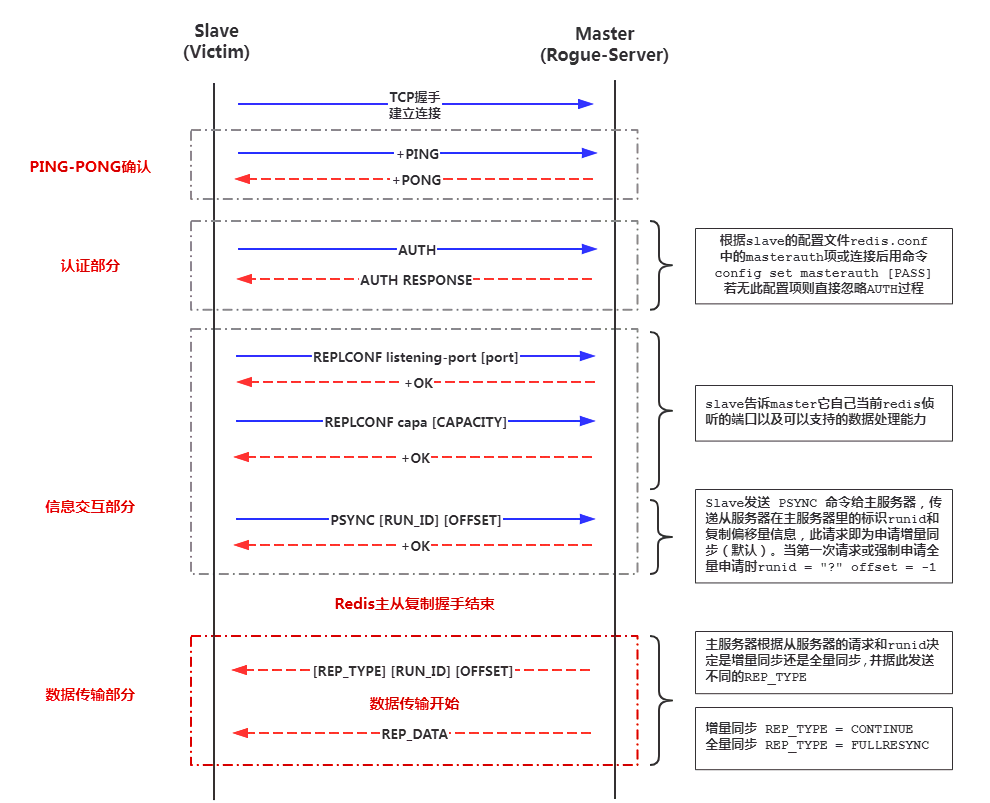 Slave
(Victim)
Master
(Rogue-Server)
TCP握手
建立连接
PING-PONG确认
+PING
+PONG
认证部分
AUTH
AUTH RESPONSE
根据slave的配置文件redis.conf
中的masterauth项或连接后用命令
config set masterauth [PASS]
若无此配置项则直接忽略AUTH过程
信息交互部分
REPLCONF listening-port [port]
+OK
REPLCONF capa [CAPACITY]
+OK
slave告诉master它自己当前redis侦
听的端口以及可以支持的数据处理能力
PSYNC [RUN_ID] [OFFSET]
+OK
Slave发送 PSYNC 命令给主服务器，传
递从服务器在主服务器里的标识runid和
复制偏移量信息，此请求即为申请增量同
步（默认）。当第一次请求或强制申请全
量申请时runid = "?" offset = -1
Redis主从复制握手结束
数据传输部分
[REP_TYPE] [RUN_ID] [OFFSET]
数据传输开始
REP_DATA
主服务器根据从服务器的请求和runid决
定是增量同步还是全量同步,并据此发送
不同的REP_TYPE
增量同步 REP_TYPE = CONTINUE
全量同步 REP_TYPE = FULLRESYNC